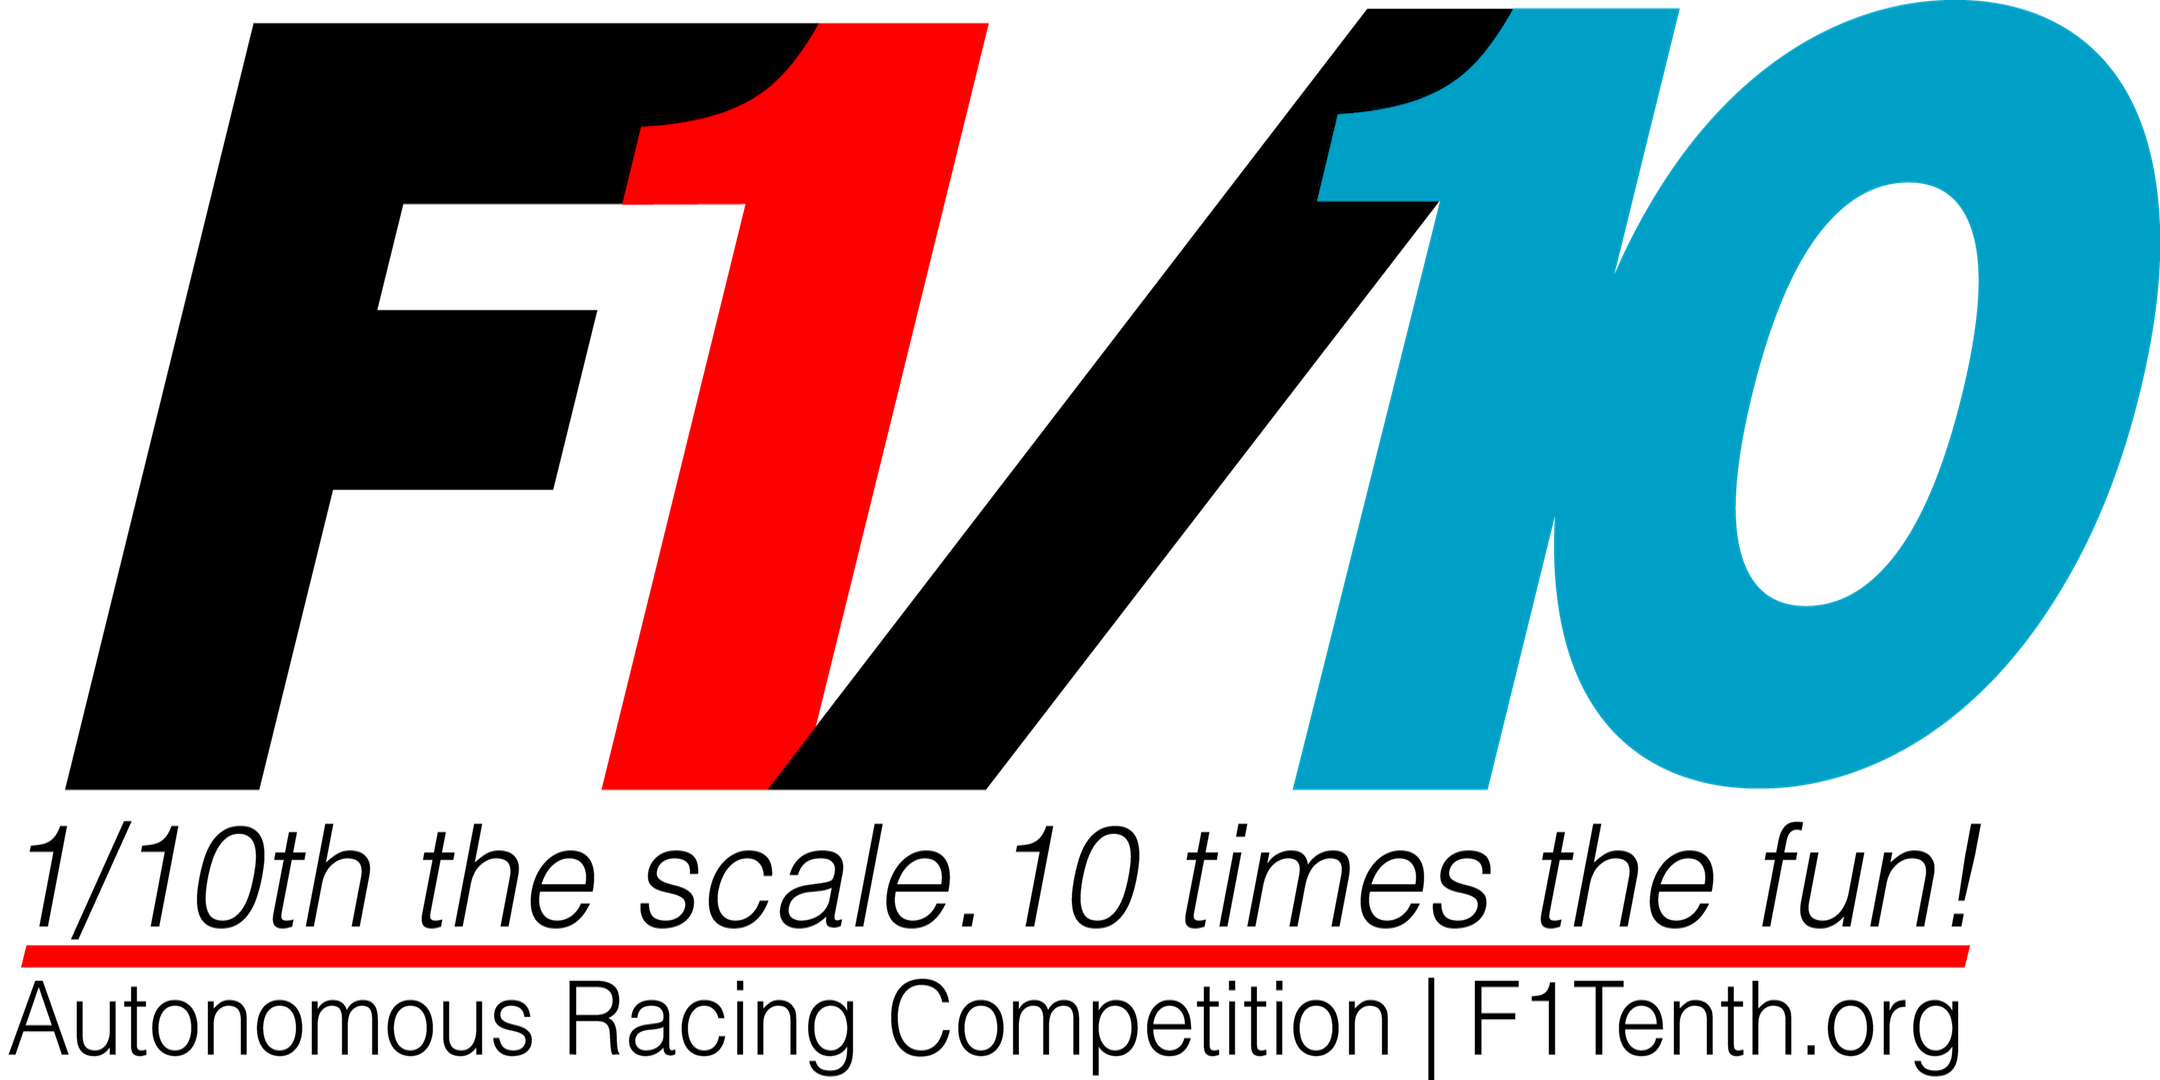 F1/10
1/10th the scale. 10 times the fun!
Autonomous Racing Competition | F1Tenth.org